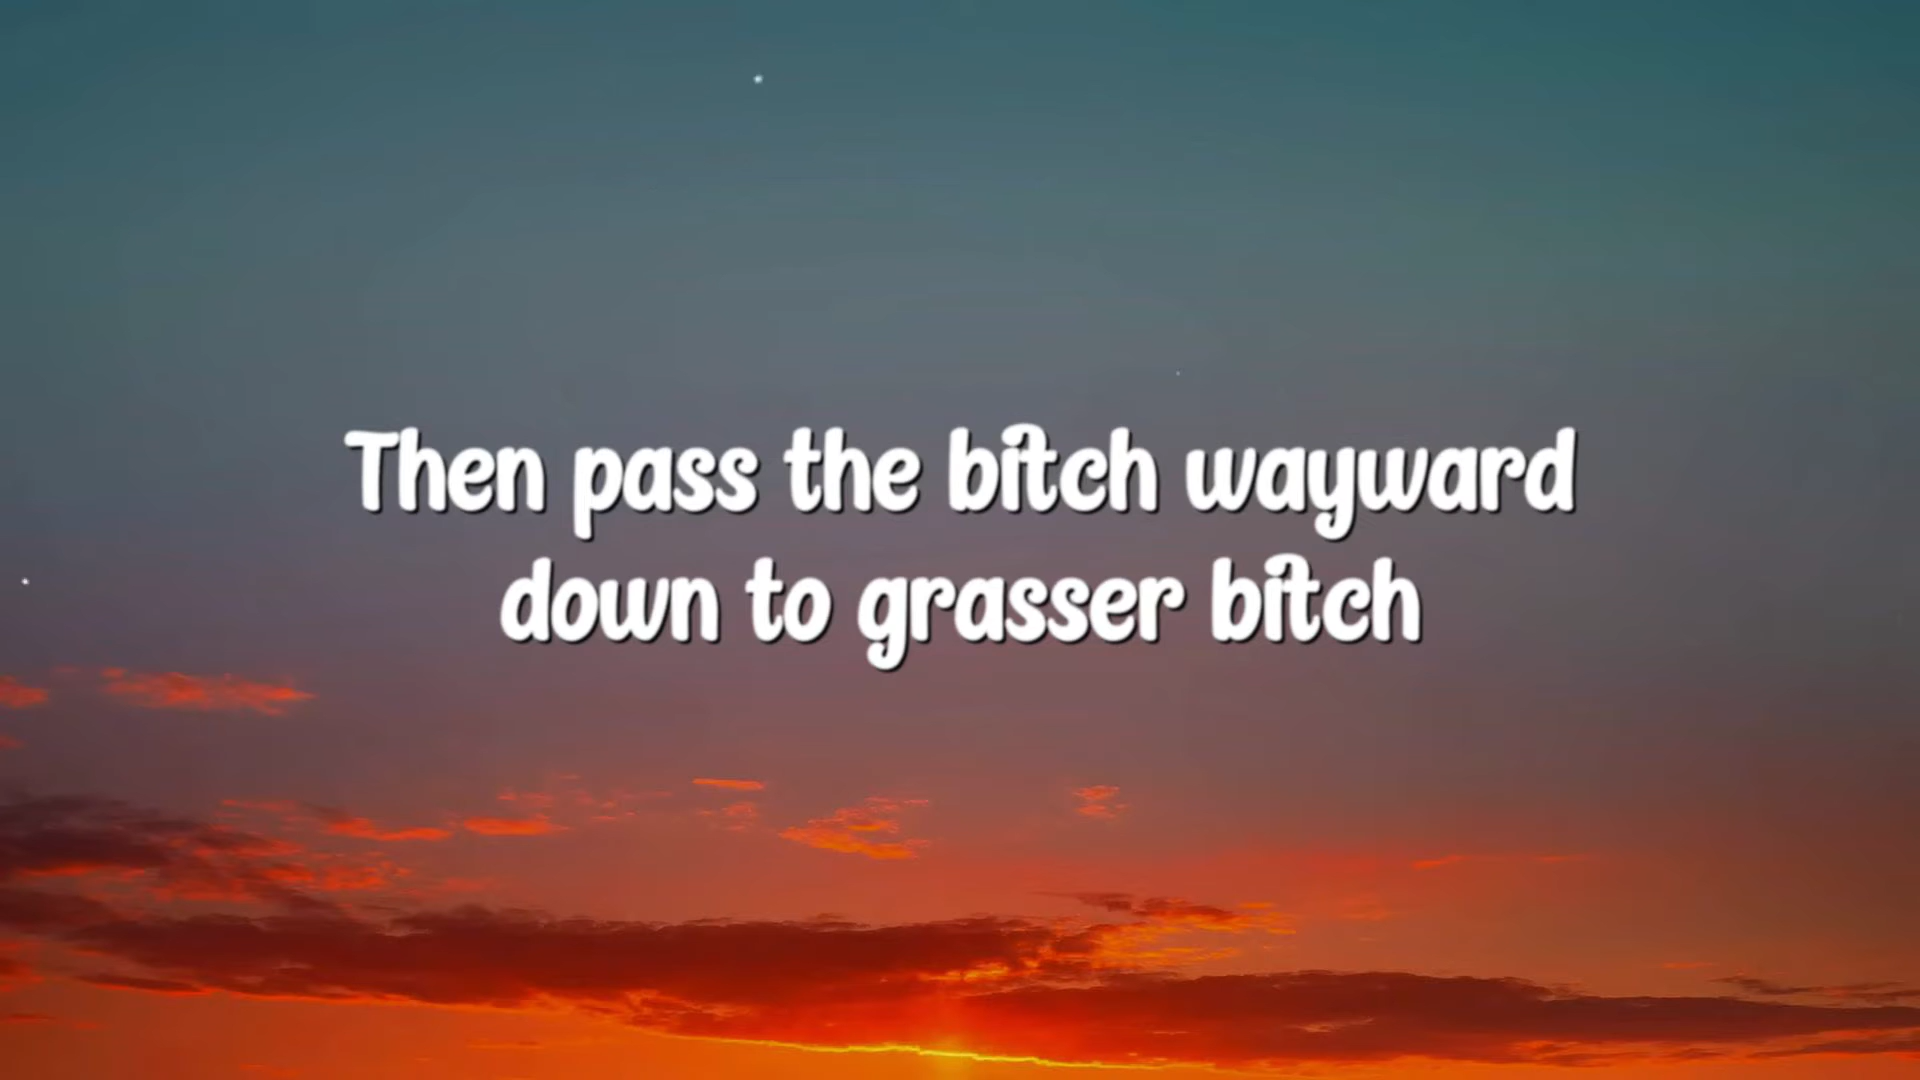 Then pass the bitch wayward
down to grasser bitch